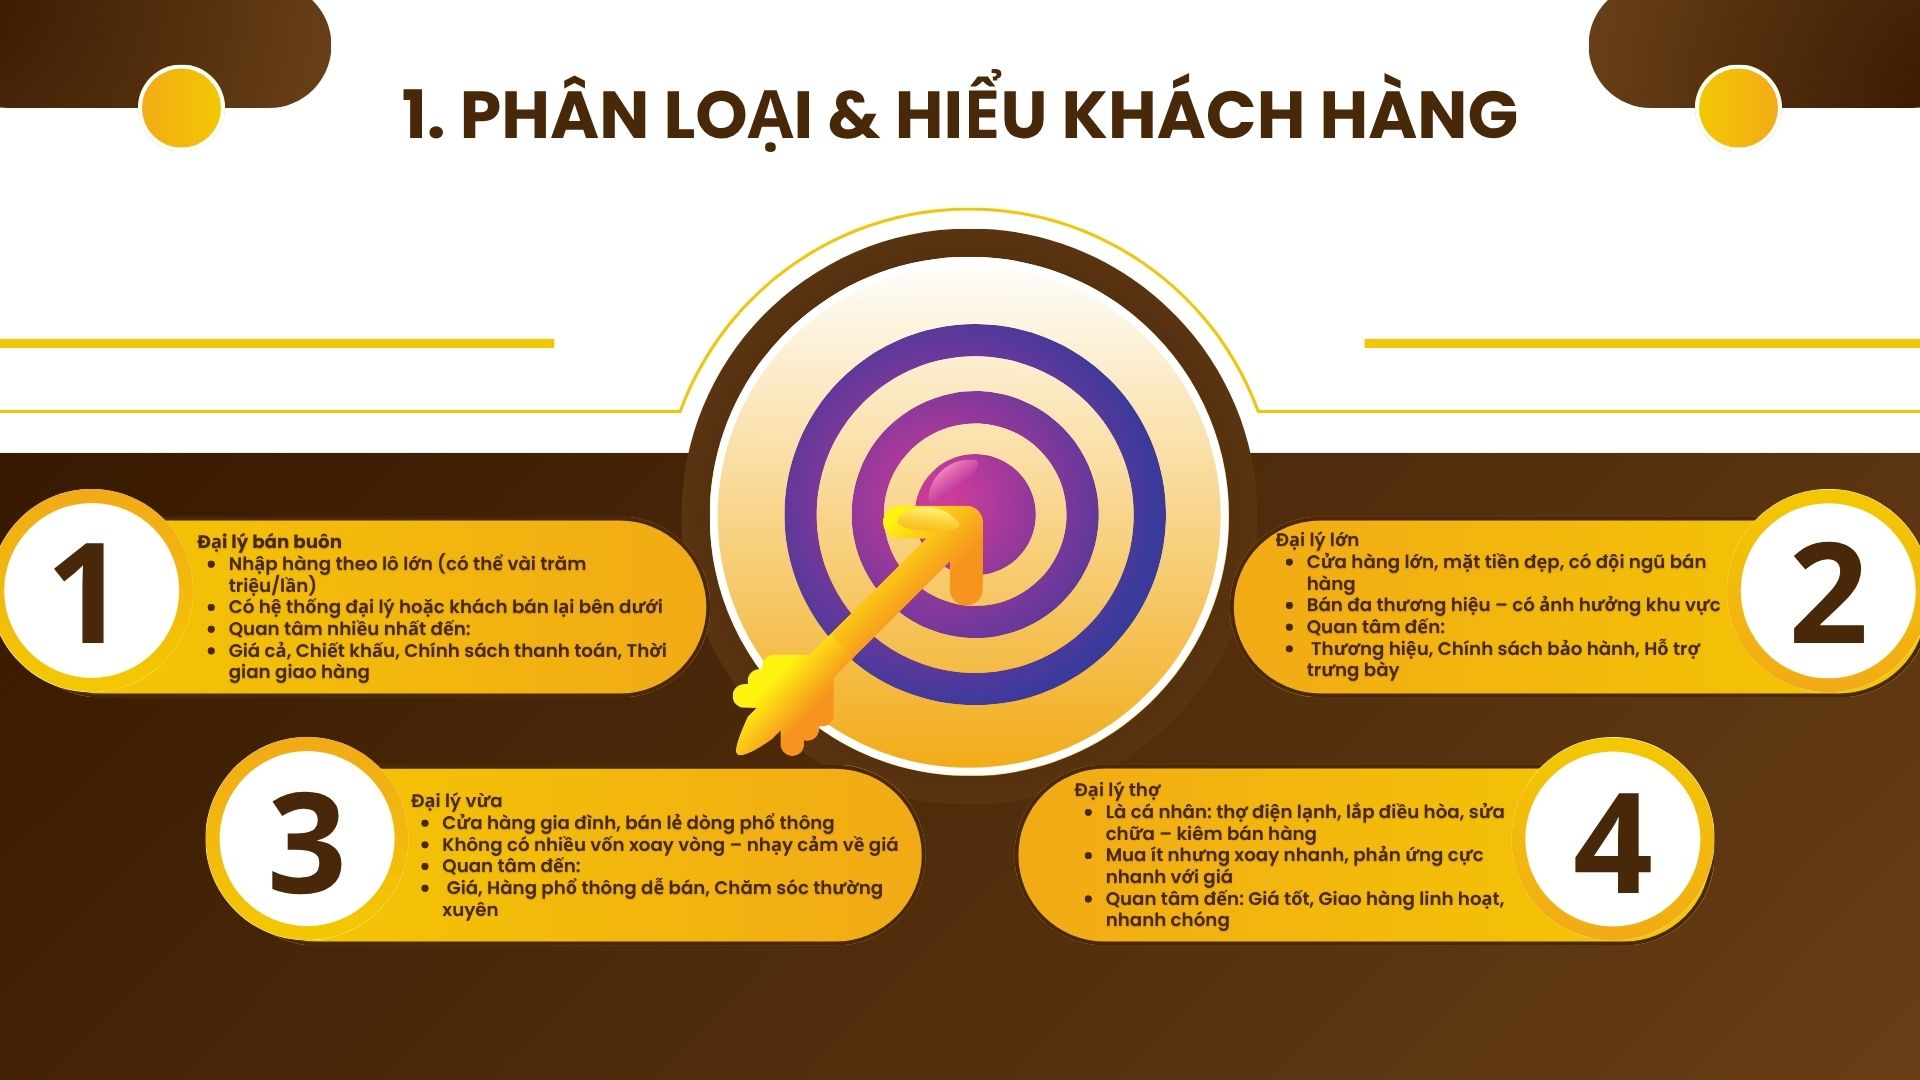 1. PHÂN LOẠI & HIỂU KHÁCH HÀNG
1
Đại lý bán buôn
• Nhập hàng theo lô lớn (có thể vài trăm
triệu/lần)
• Có hệ thống đại lý hoặc khách bán lại bên dưới
• Quan tâm nhiều nhất đến:
• Giá cả, Chiết khấu, Chính sách thanh toán, Thời
gian giao hàng
2
Đại lý lớn
• Cửa hàng lớn, mặt tiền đẹp, có đội ngũ bán
hàng
• Bán đa thương hiệu – có ảnh hưởng khu vực
• Quan tâm đến:
• Thương hiệu, Chính sách bảo hành, Hỗ trợ
trưng bày
3
Đại lý vừa
• Cửa hàng gia đình, bán lẻ dòng phổ thông
• Không có nhiều vốn xoay vòng – nhạy cảm về giá
• Quan tâm đến:
• Giá, Hàng phổ thông dễ bán, Chăm sóc thường
xuyên
4
Đại lý thợ
• Là cá nhân: thợ điện lạnh, lắp điều hòa, sửa
chữa – kiêm bán hàng
• Mua ít nhưng xoay nhanh, phản ứng cực
nhanh với giá
• Quan tâm đến: Giá tốt, Giao hàng linh hoạt,
nhanh chóng